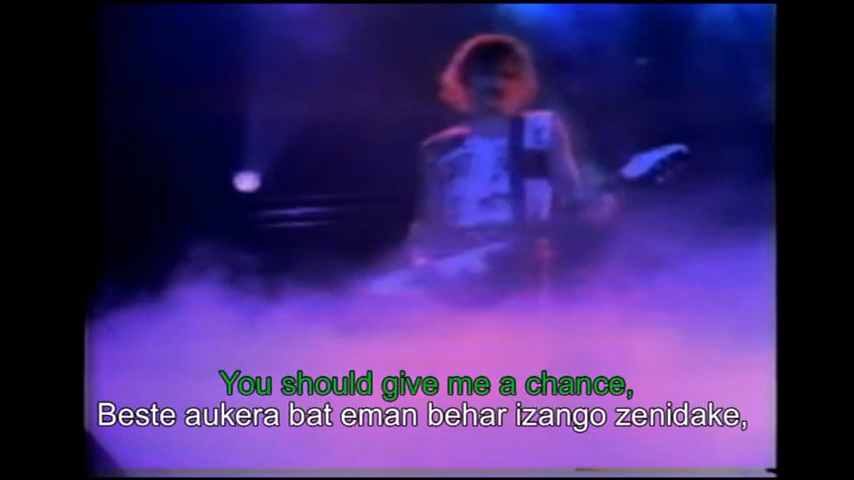 You should give me a chance,
Beste aukera bat eman behar izango zenidake,